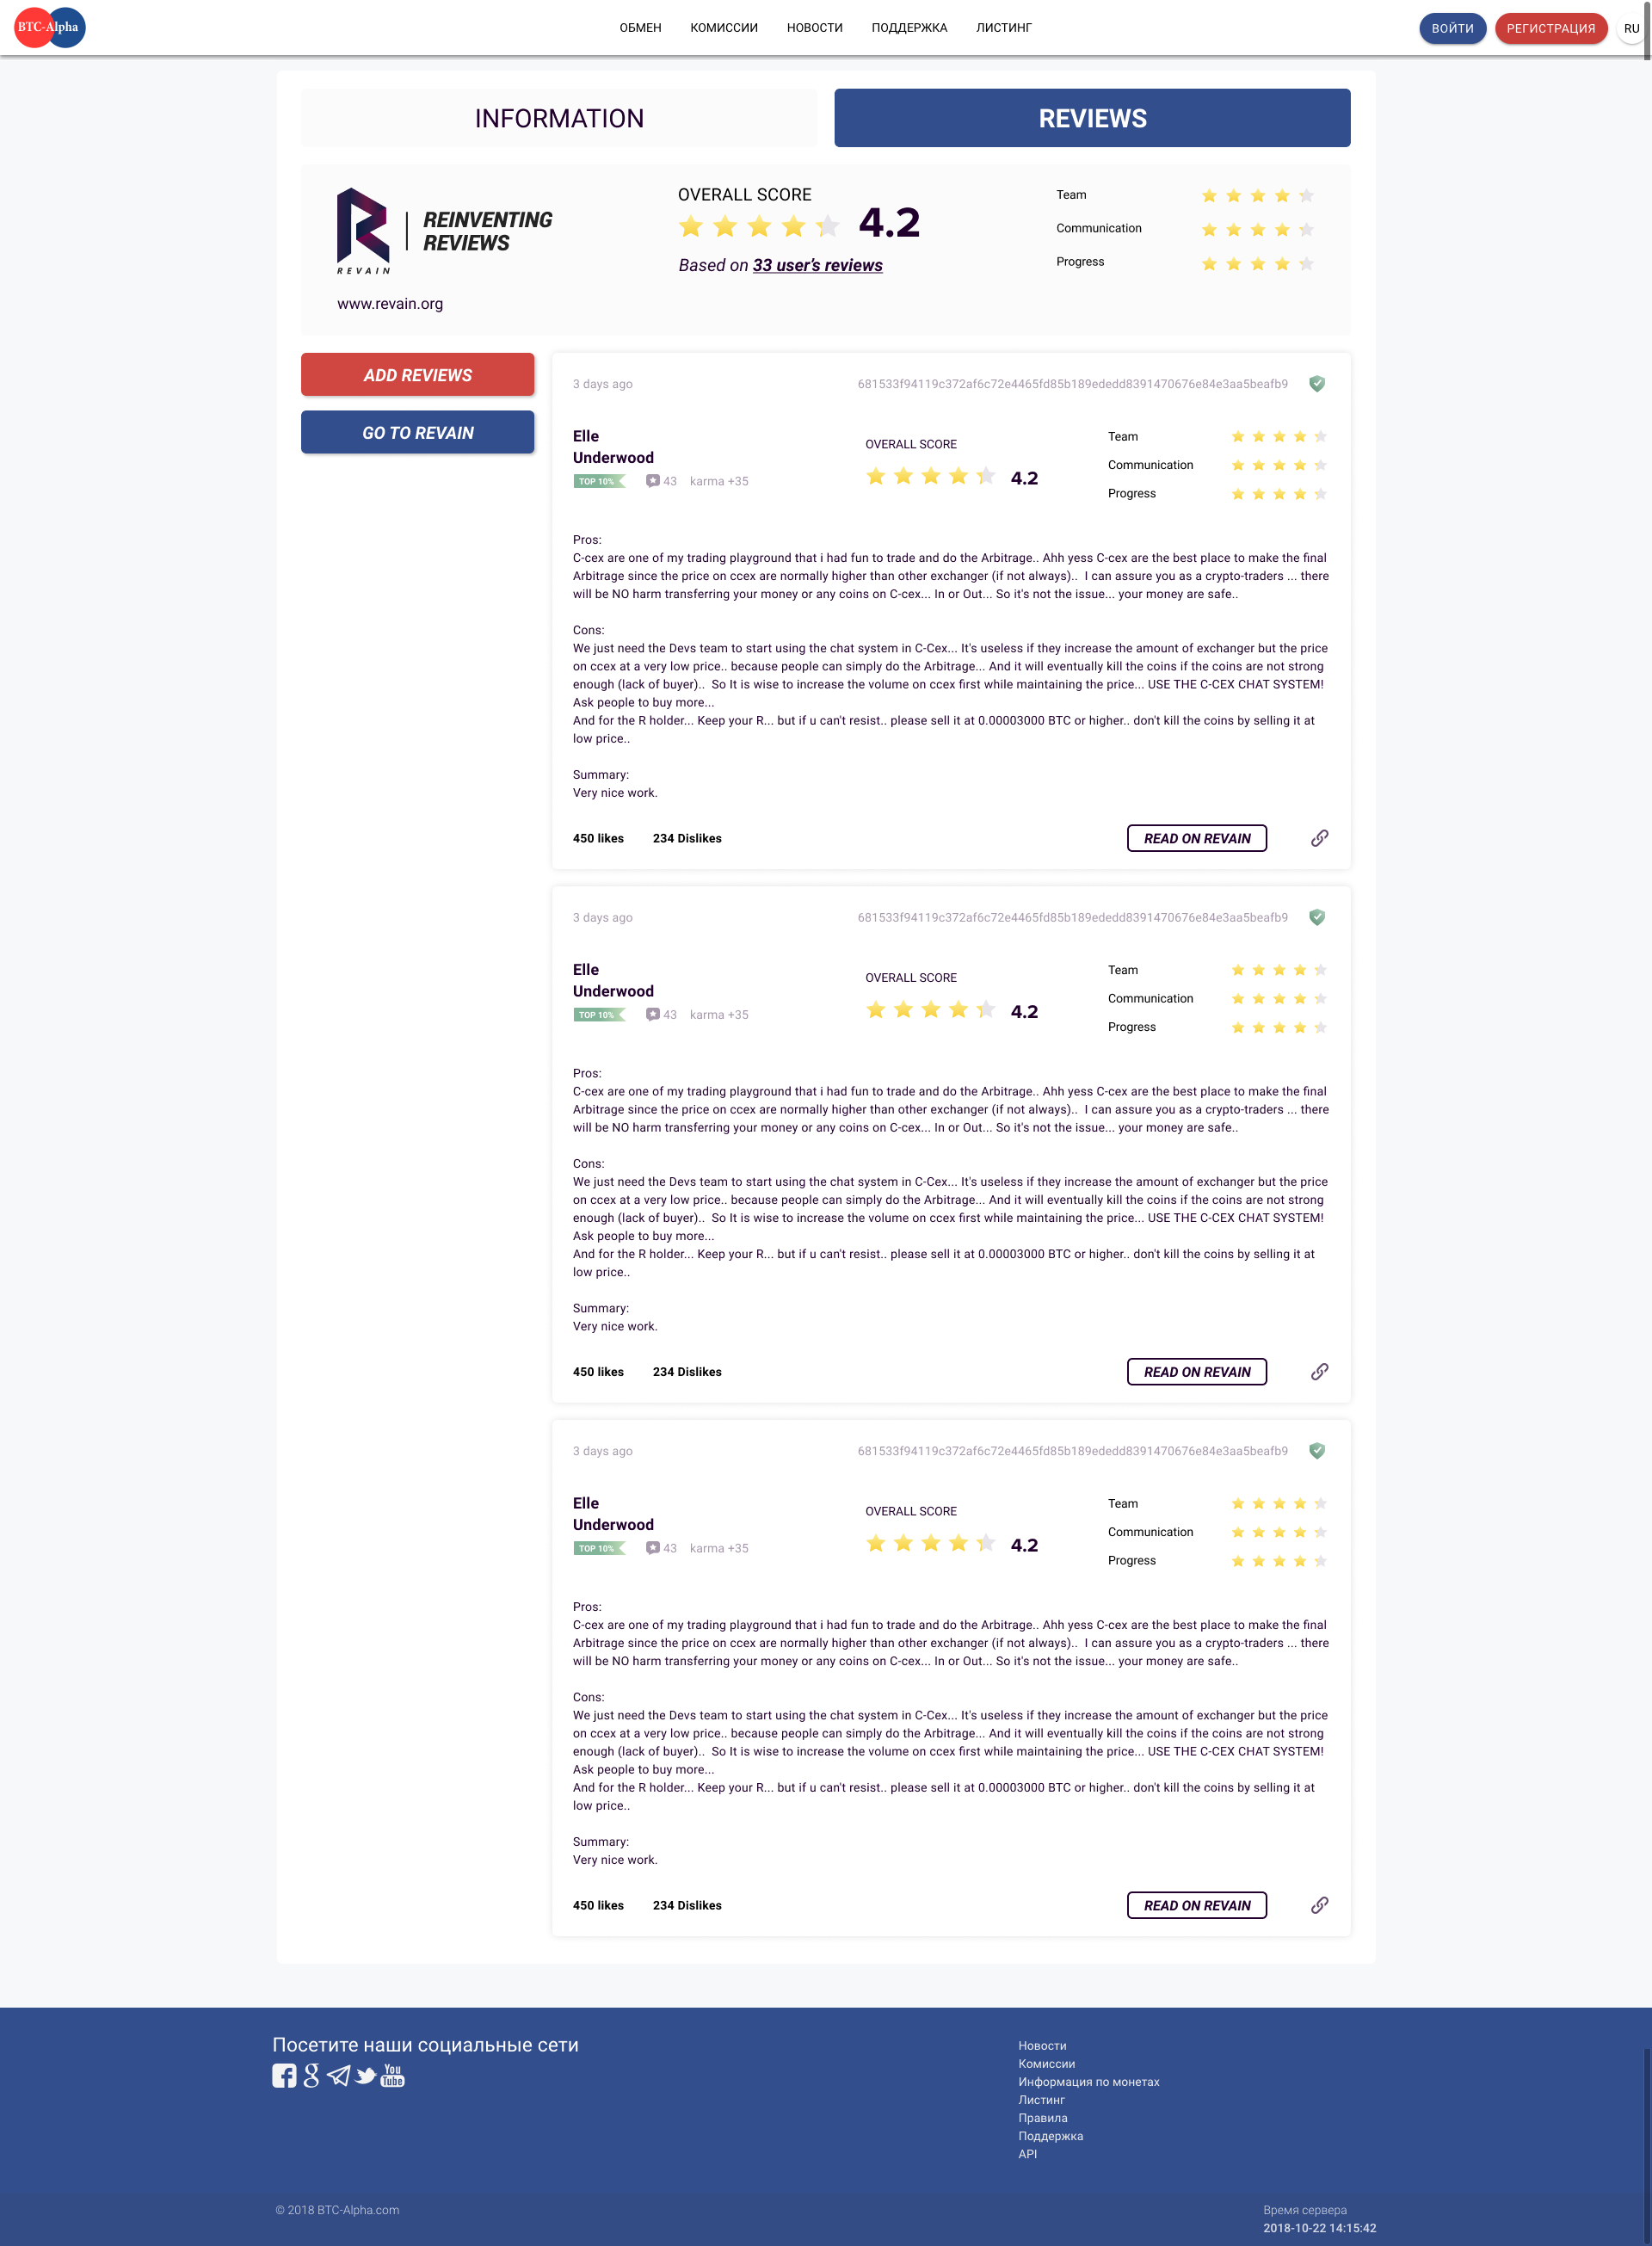 BTC-Alpha
ОБМЕН КОМИССИИ НОВОСТИ ПОДДЕРЖКА ЛИСТИНГ
ВОЙТИ РЕГИСТРАЦИЯ RU
INFORMATION REVIEWS
REINVENTING
REVIEWS
REVAIN
www.revain.org
OVERALL SCORE
4.2
Based on 33 user’s reviews
Team
Communication
Progress
ADD REVIEWS
GO TO REVAIN
3 days ago 681533f94119c372af6c72e4465fd85b189ededd8391470676e84e3aa5beafb9
Elle
Underwood
TOP 10% 43 karma +35
OVERALL SCORE
4.2
Team
Communication
Progress
Pros:
C-cex are one of my trading playground that i had fun to trade and do the Arbitrage.. Ahh yess C-cex are the best place to make the final
Arbitrage since the price on ccex are normally higher than other exchanger (if not always).. I can assure you as a crypto-traders ... there
will be NO harm transferring your money or any coins on C-cex... In or Out... So it's not the issue... your money are safe..
Cons:
We just need the Devs team to start using the chat system in C-Cex... It's useless if they increase the amount of exchanger but the price
on ccex at a very low price.. because people can simply do the Arbitrage... And it will eventually kill the coins if the coins are not strong
enough (lack of buyer).. So It is wise to increase the volume on ccex first while maintaining the price... USE THE C-CEX CHAT SYSTEM!
Ask people to buy more...
And for the R holder... Keep your R... but if u can't resist.. please sell it at 0.00003000 BTC or higher.. don't kill the coins by selling it at
low price..
Summary:
Very nice work.
450 likes 234 Dislikes READ ON REVAIN
3 days ago 681533f94119c372af6c72e4465fd85b189ededd8391470676e84e3aa5beafb9
Elle
Underwood
TOP 10% 43 karma +35
OVERALL SCORE
4.2
Team
Communication
Progress
Pros:
C-cex are one of my trading playground that i had fun to trade and do the Arbitrage.. Ahh yess C-cex are the best place to make the final
Arbitrage since the price on ccex are normally higher than other exchanger (if not always).. I can assure you as a crypto-traders ... there
will be NO harm transferring your money or any coins on C-cex... In or Out... So it's not the issue... your money are safe..
Cons:
We just need the Devs team to start using the chat system in C-Cex... It's useless if they increase the amount of exchanger but the price
on ccex at a very low price.. because people can simply do the Arbitrage... And it will eventually kill the coins if the coins are not strong
enough (lack of buyer).. So It is wise to increase the volume on ccex first while maintaining the price... USE THE C-CEX CHAT SYSTEM!
Ask people to buy more...
And for the R holder... Keep your R... but if u can't resist.. please sell it at 0.00003000 BTC or higher.. don't kill the coins by selling it at
low price..
Summary:
Very nice work.
450 likes 234 Dislikes READ ON REVAIN
3 days ago 681533f94119c372af6c72e4465fd85b189ededd8391470676e84e3aa5beafb9
Elle
Underwood
TOP 10% 43 karma +35
OVERALL SCORE
4.2
Team
Communication
Progress
Pros:
C-cex are one of my trading playground that i had fun to trade and do the Arbitrage.. Ahh yess C-cex are the best place to make the final
Arbitrage since the price on ccex are normally higher than other exchanger (if not always).. I can assure you as a crypto-traders ... there
will be NO harm transferring your money or any coins on C-cex... In or Out... So it's not the issue... your money are safe..
Cons:
We just need the Devs team to start using the chat system in C-Cex... It's useless if they increase the amount of exchanger but the price
on ccex at a very low price.. because people can simply do the Arbitrage... And it will eventually kill the coins if the coins are not strong
enough (lack of buyer).. So It is wise to increase the volume on ccex first while maintaining the price... USE THE C-CEX CHAT SYSTEM!
Ask people to buy more...
And for the R holder... Keep your R... but if u can't resist.. please sell it at 0.00003000 BTC or higher.. don't kill the coins by selling it at
low price..
Summary:
Very nice work.
450 likes 234 Dislikes READ ON REVAIN
Посетите наши социальные сети
You
Tube
Новости
Комиссии
Информация по монетах
Листинг
Правила
Поддержка
API
© 2018 BTC-Alpha.com
Время сервера
2018-10-22 14:15:42